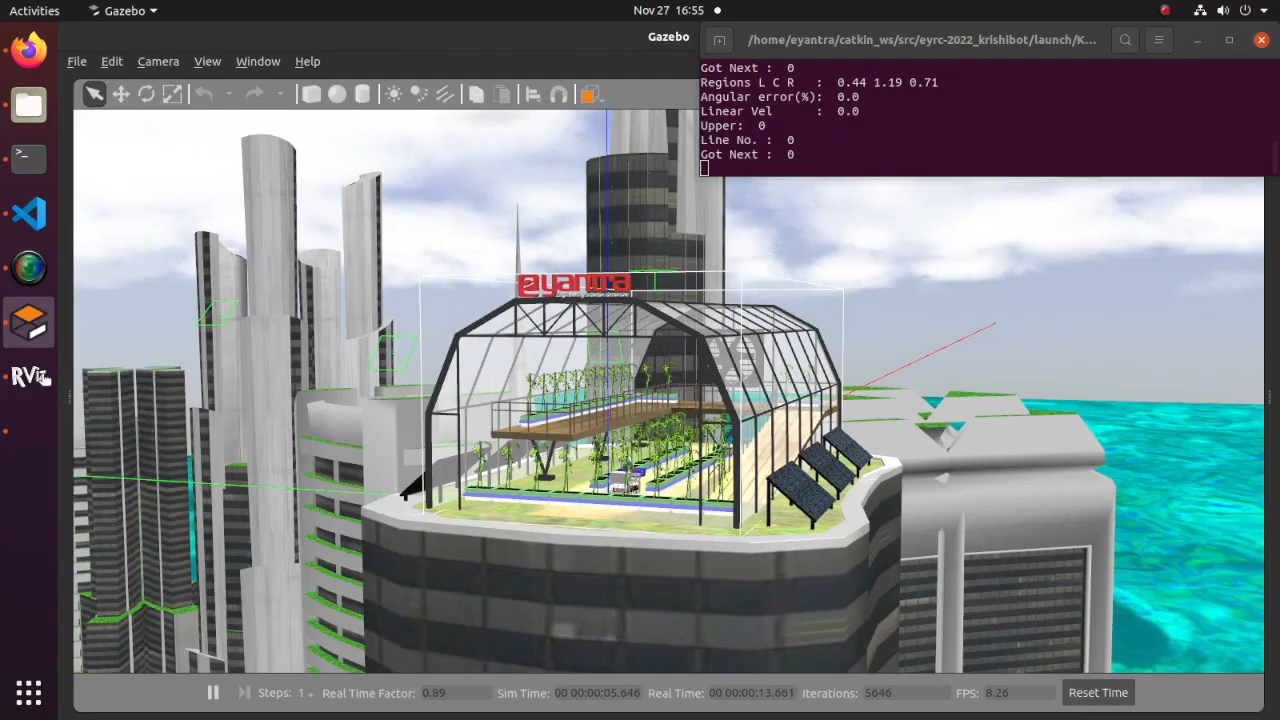 Activities
Gazebo
Nov 27 16:55
Gazebo
/home/eyantra/catkin_ws/src/eyrc-2022_krishibot/launch/K...
File Edit Camera View Window Help
Got Next : 0
Regions L C R : 0.44 1.19 0.71
Angular error(%): 0.0
Linear Vel : 0.0
Upper: 0
Line No. : 0
Got Next : 0
eyantra
RViz
Steps: 1
Real Time Factor: 0.89
Sim Time: 00 00:00:05.646
Real Time: 00 00:00:13.661
Iterations: 5646
FPS: 8.26
Reset Time